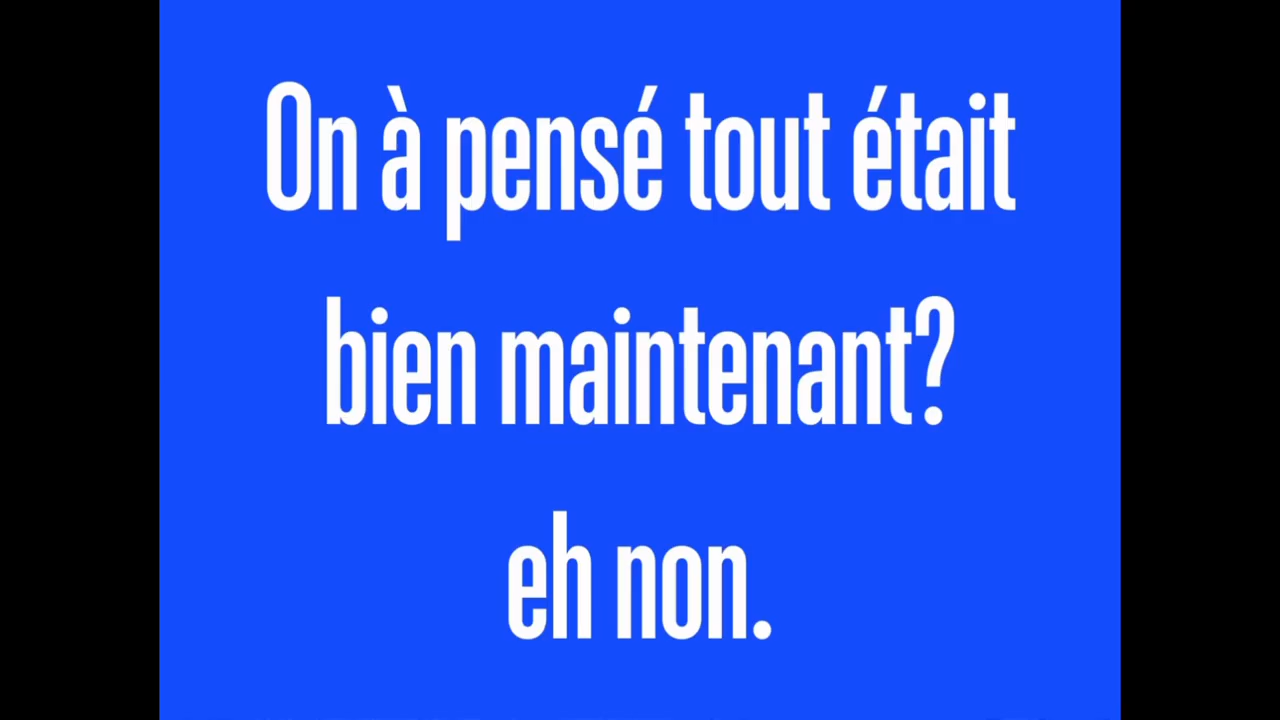 On à pensé tout était
bien maintenant?
eh non.